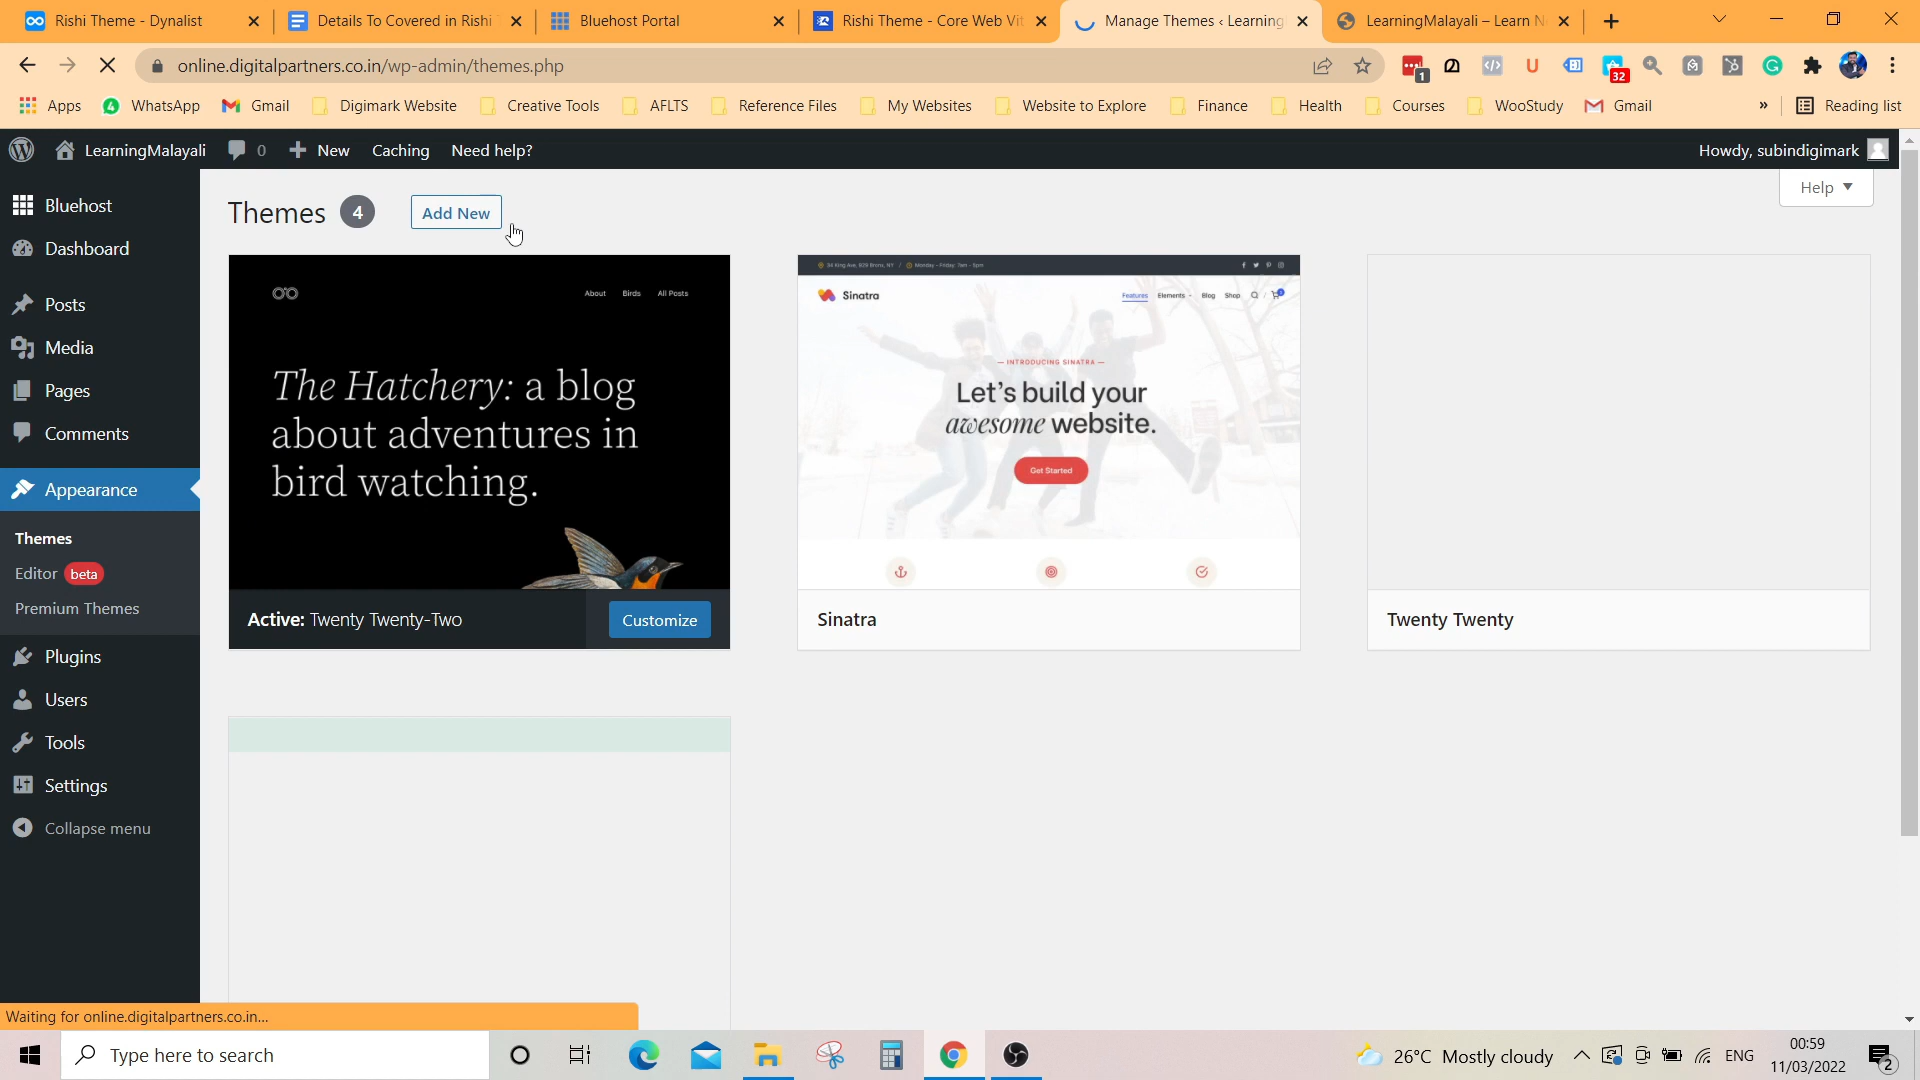 Rishi Theme - Dynalist
Details To Covered in Rishi
Bluehost Portal
Rishi Theme - Core Web Vit
Manage Themes ‹ Learning
LearningMalayali – Learn N
online.digitalpartners.co.in/wp-admin/themes.php
1
32
Apps
WhatsApp
Gmail
Digimark Website
Creative Tools
AFLTS
Reference Files
My Websites
Website to Explore
Finance
Health
Courses
WooStudy
Gmail
»
Reading list
LearningMalayali
0
New
Caching
Need help?
Howdy, subindigimark
Bluehost
Dashboard
Posts
Media
Pages
Comments
Appearance
Themes
Editor beta
Premium Themes
Plugins
Users
Tools
Settings
Collapse menu
Themes 4
Add New
Help
About Birds All Posts
The Hatchery: a blog
about adventures in
bird watching.
Active: Twenty Twenty-Two
Customize
Monday - Friday: 7am - 5pm
Sinatra
Features Elements Blog Shop
— INTRODUCING SINATRA —
Let's build your
awesome website.
Get Started
Sinatra
Twenty Twenty
Waiting for online.digitalpartners.co.in...
Type here to search
26°C Mostly cloudy
ENG
00:59
11/03/2022
2